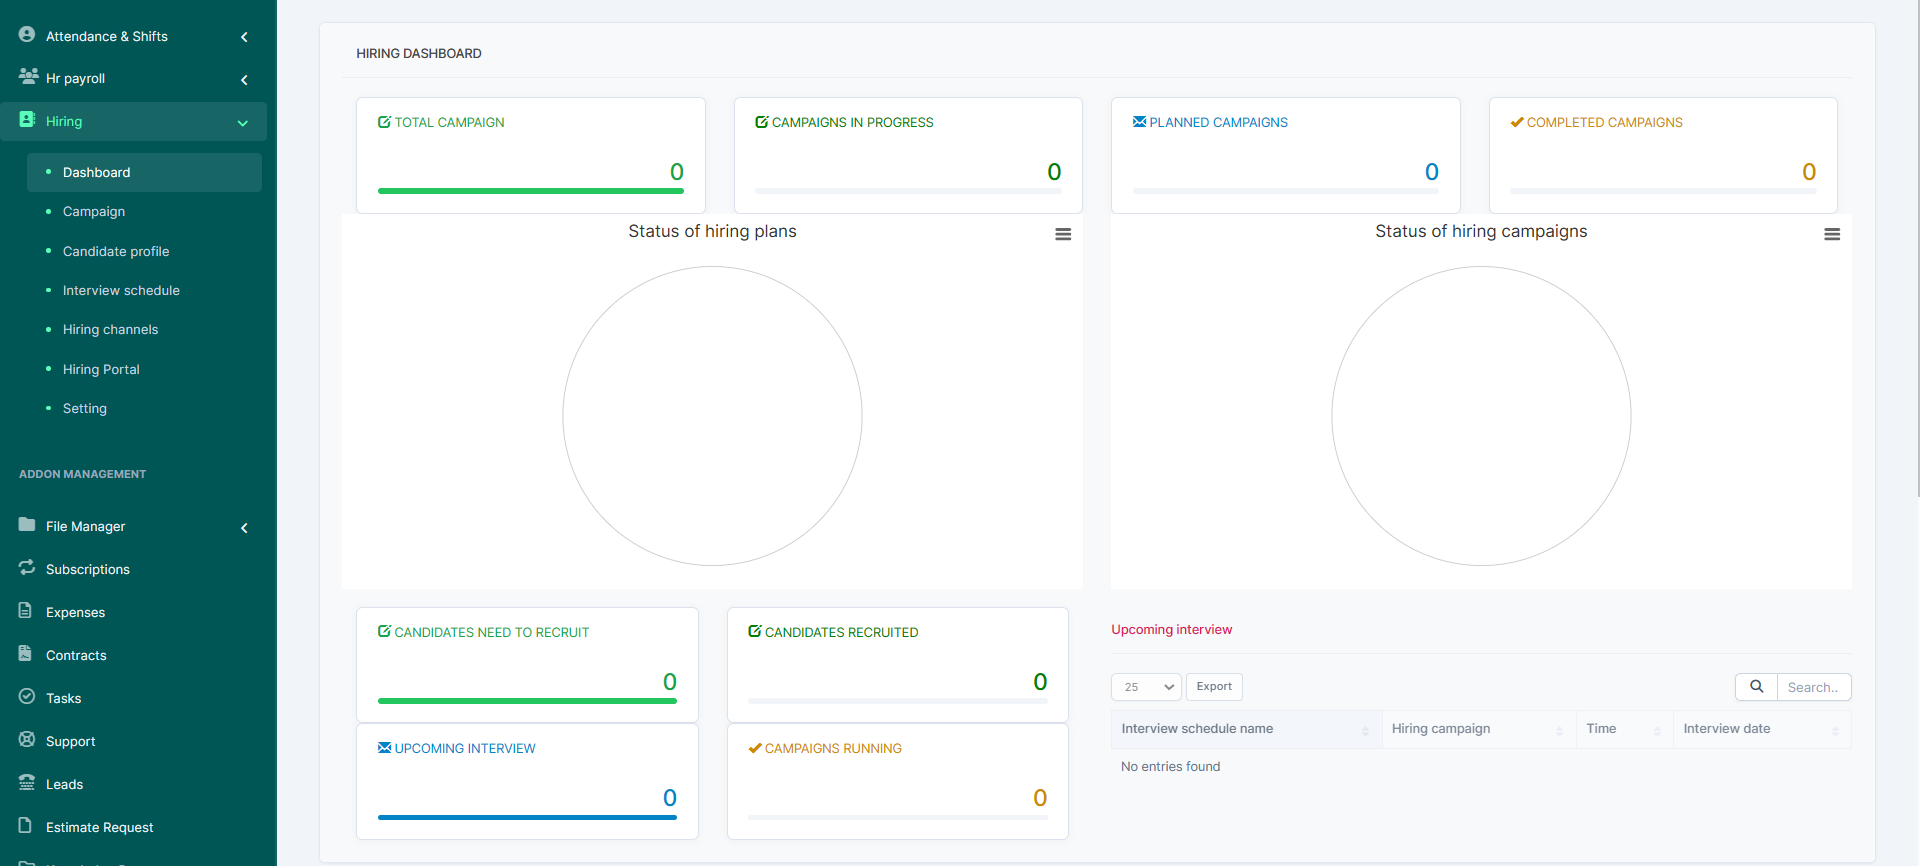 Attendance & Shifts
Hr payroll
Hiring
Dashboard
Campaign
Candidate profile
Interview schedule
Hiring channels
Hiring Portal
Setting
ADDON MANAGEMENT
File Manager
Subscriptions
Expenses
Contracts
Tasks
Support
Leads
Estimate Request
HIRING DASHBOARD
TOTAL CAMPAIGN
0
CAMPAIGNS IN PROGRESS
0
PLANNED CAMPAIGNS
0
COMPLETED CAMPAIGNS
0
Status of hiring plans
Status of hiring campaigns
CANDIDATES NEED TO RECRUIT
0
CANDIDATES RECRUITED
0
UPCOMING INTERVIEW
0
CAMPAIGNS RUNNING
0
Upcoming interview
25
Export
Search..
Interview schedule name
Hiring campaign
Time
Interview date
No entries found